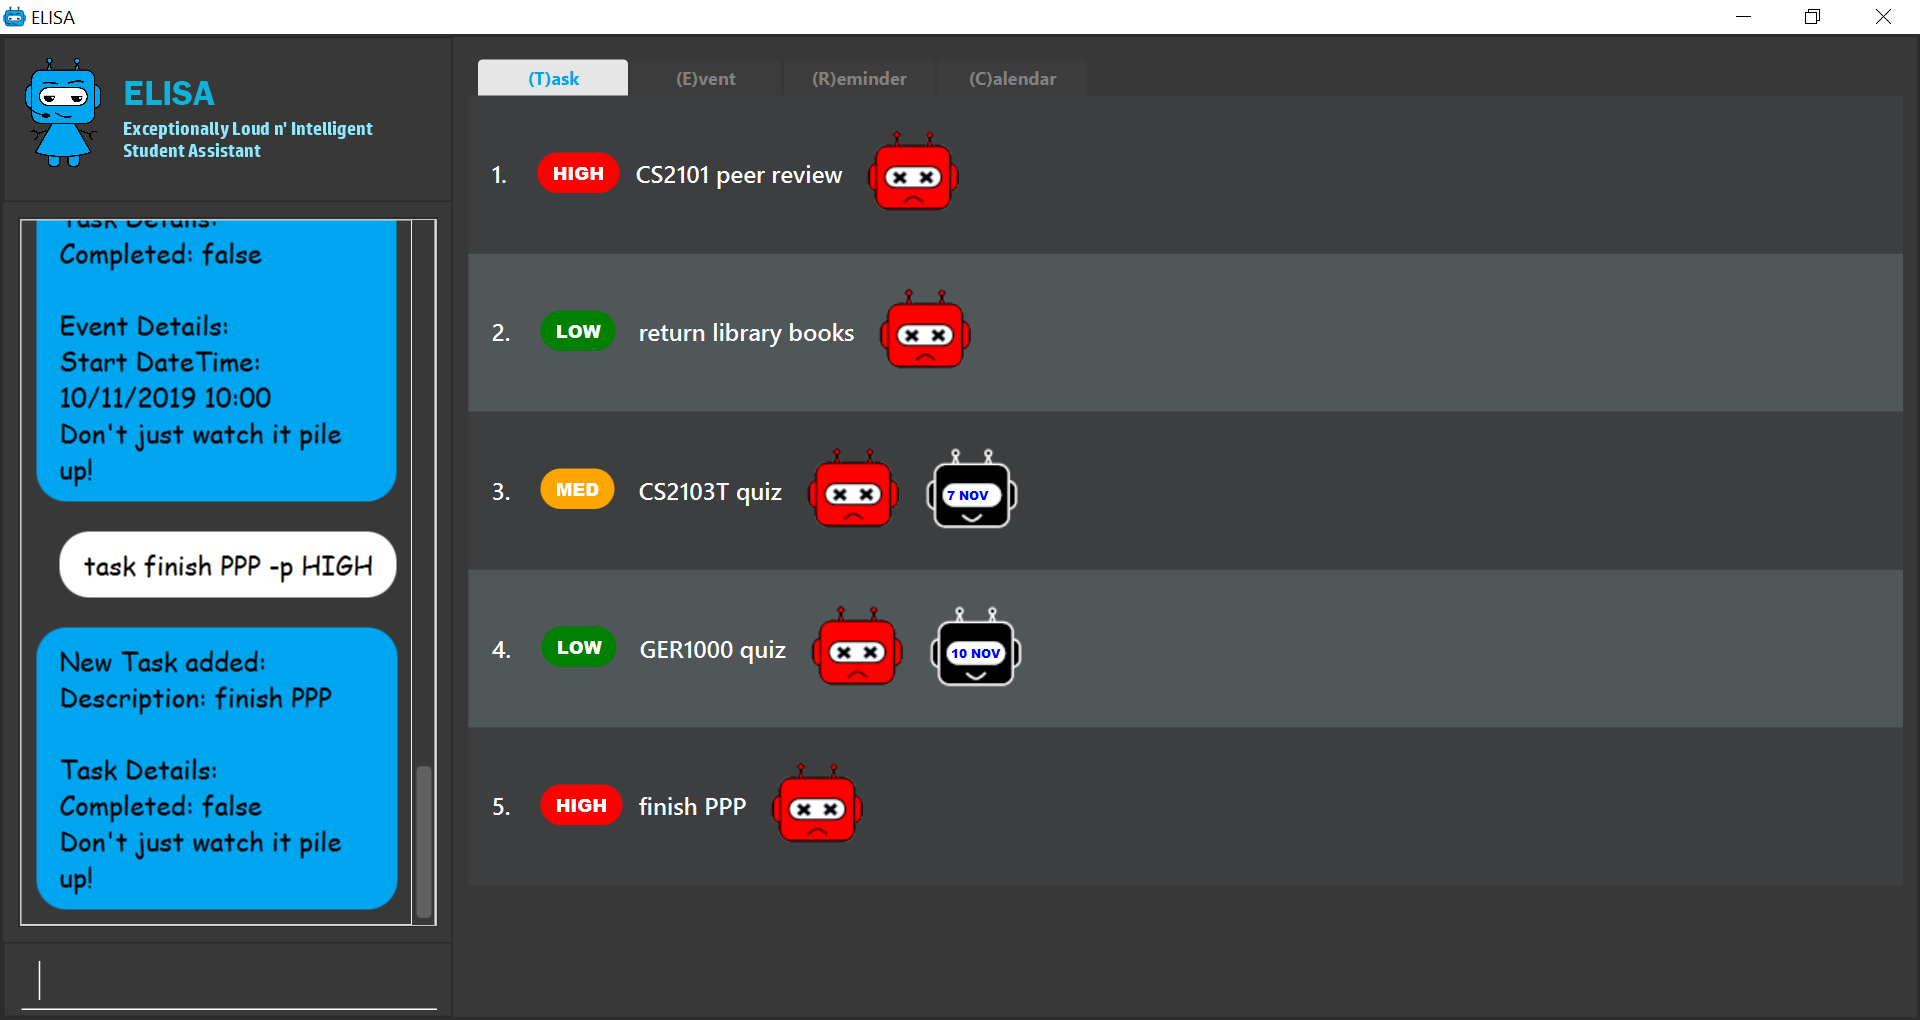 ELISA
ELISA
Exceptionally Loud n' Intelligent
Student Assistant
Task Details:
Completed: false
Event Details:
Start DateTime:
10/11/2019 10:00
Don't just watch it pile
up!
task finish PPP -p HIGH
New Task added:
Description: finish PPP
Task Details:
Completed: false
Don't just watch it pile
up!
(T)ask (E)vent (R)eminder (C)alendar
1. HIGH CS2101 peer review
2. LOW return library books
3. MED CS2103T quiz 7 NOV
4. LOW GER1000 quiz 10 NOV
5. HIGH finish PPP